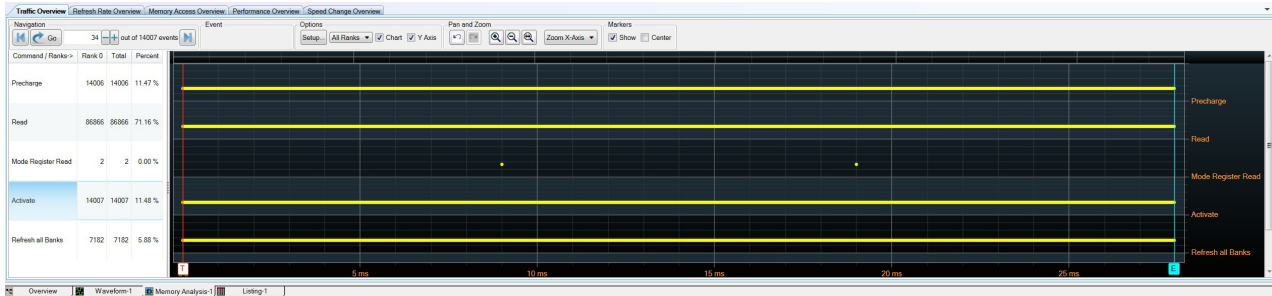 Traffic Overview Refresh Rate Overview Memory Access Overview Performance Overview Speed Change Overview
Navigation Event Options Pan and Zoom Markers
Go 34 out of 14007 events Setup... All Ranks Chart Y Axis Zoom X-Axis Show Center
Command / Ranks-> Rank 0 Total Percent
Precharge 14006 14006 11.47 %
Precharge
Read 86866 86866 71.16 %
Read
Mode Register Read 2 2 0.00 %
Mode Register Read
Activate 14007 14007 11.48 %
Activate
Refresh all Banks 7182 7182 5.88 %
Refresh all Banks
T 5 ms 10 ms 15 ms 20 ms 25 ms E
Overview Waveform-1 Memory Analysis-1 Listing-1